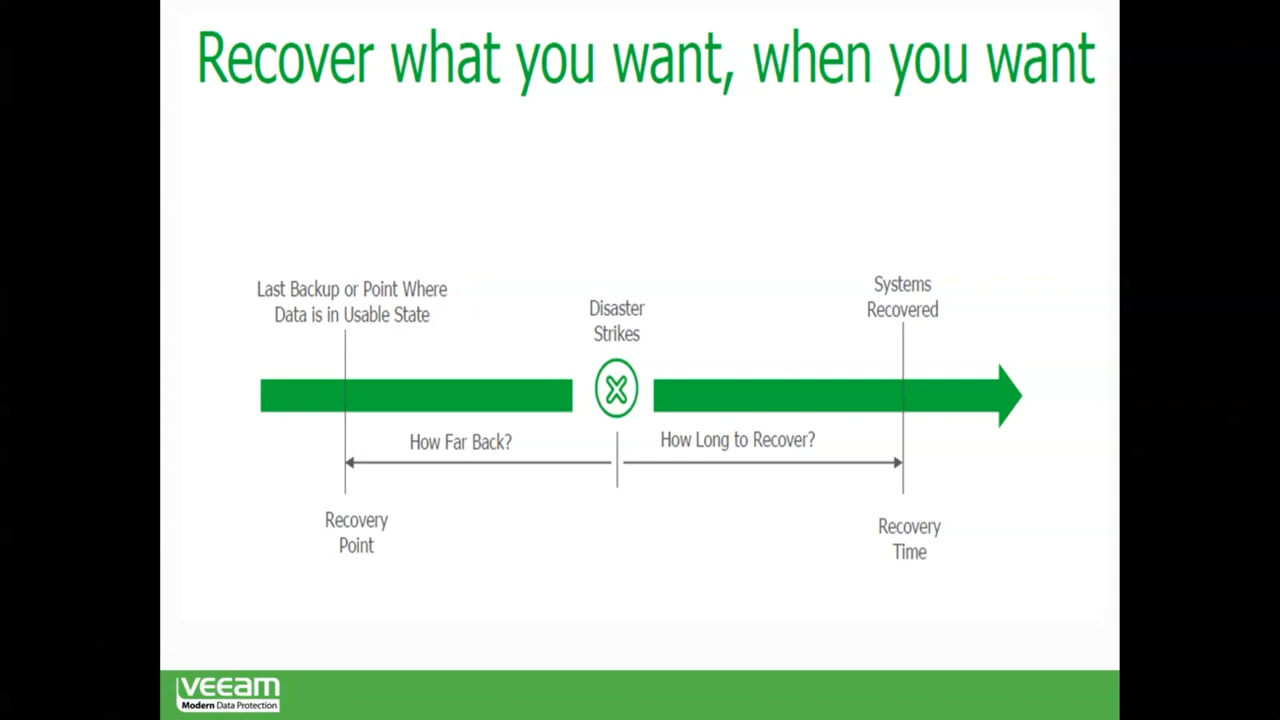 Recover what you want, when you want
Last Backup or Point Where
Data is in Usable State
Disaster
Strikes
Systems
Recovered
How Far Back?
How Long to Recover?
Recovery
Point
Recovery
Time
veeam
Modern Data Protection